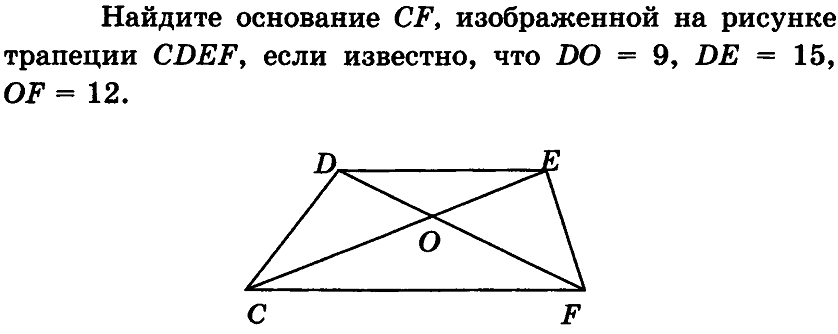 Найдите основание CF, изображенной на рисунке
трапеции CDEF, если известно, что DO = 9, DE = 15,
OF = 12.
D E
O
C F